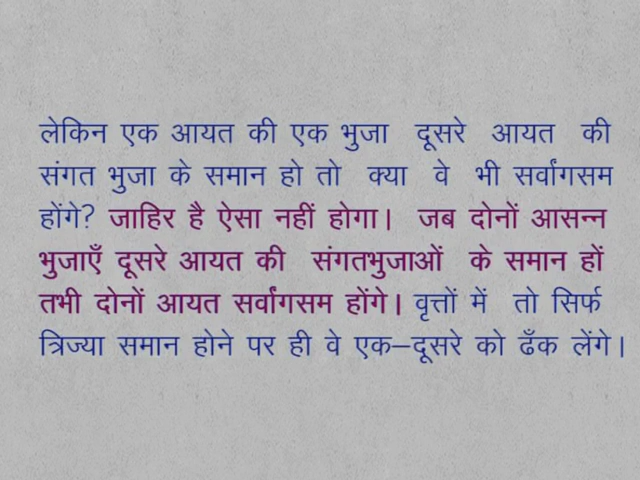 लेकिन एक आयत की एक भुजा दूसरे आयत की
संगत भुजा के समान हो तो क्या वे भी सर्वांगसम
होंगे? जाहिर है ऐसा नहीं होगा। जब दोनों आसन्न
भुजाएँ दूसरे आयत की संगतभुजाओं के समान हों
तभी दोनों आयत सर्वांगसम होंगे। वृत्तों में तो सिर्फ
त्रिज्या समान होने पर ही वे एक–दूसरे को ढँक लेंगे।